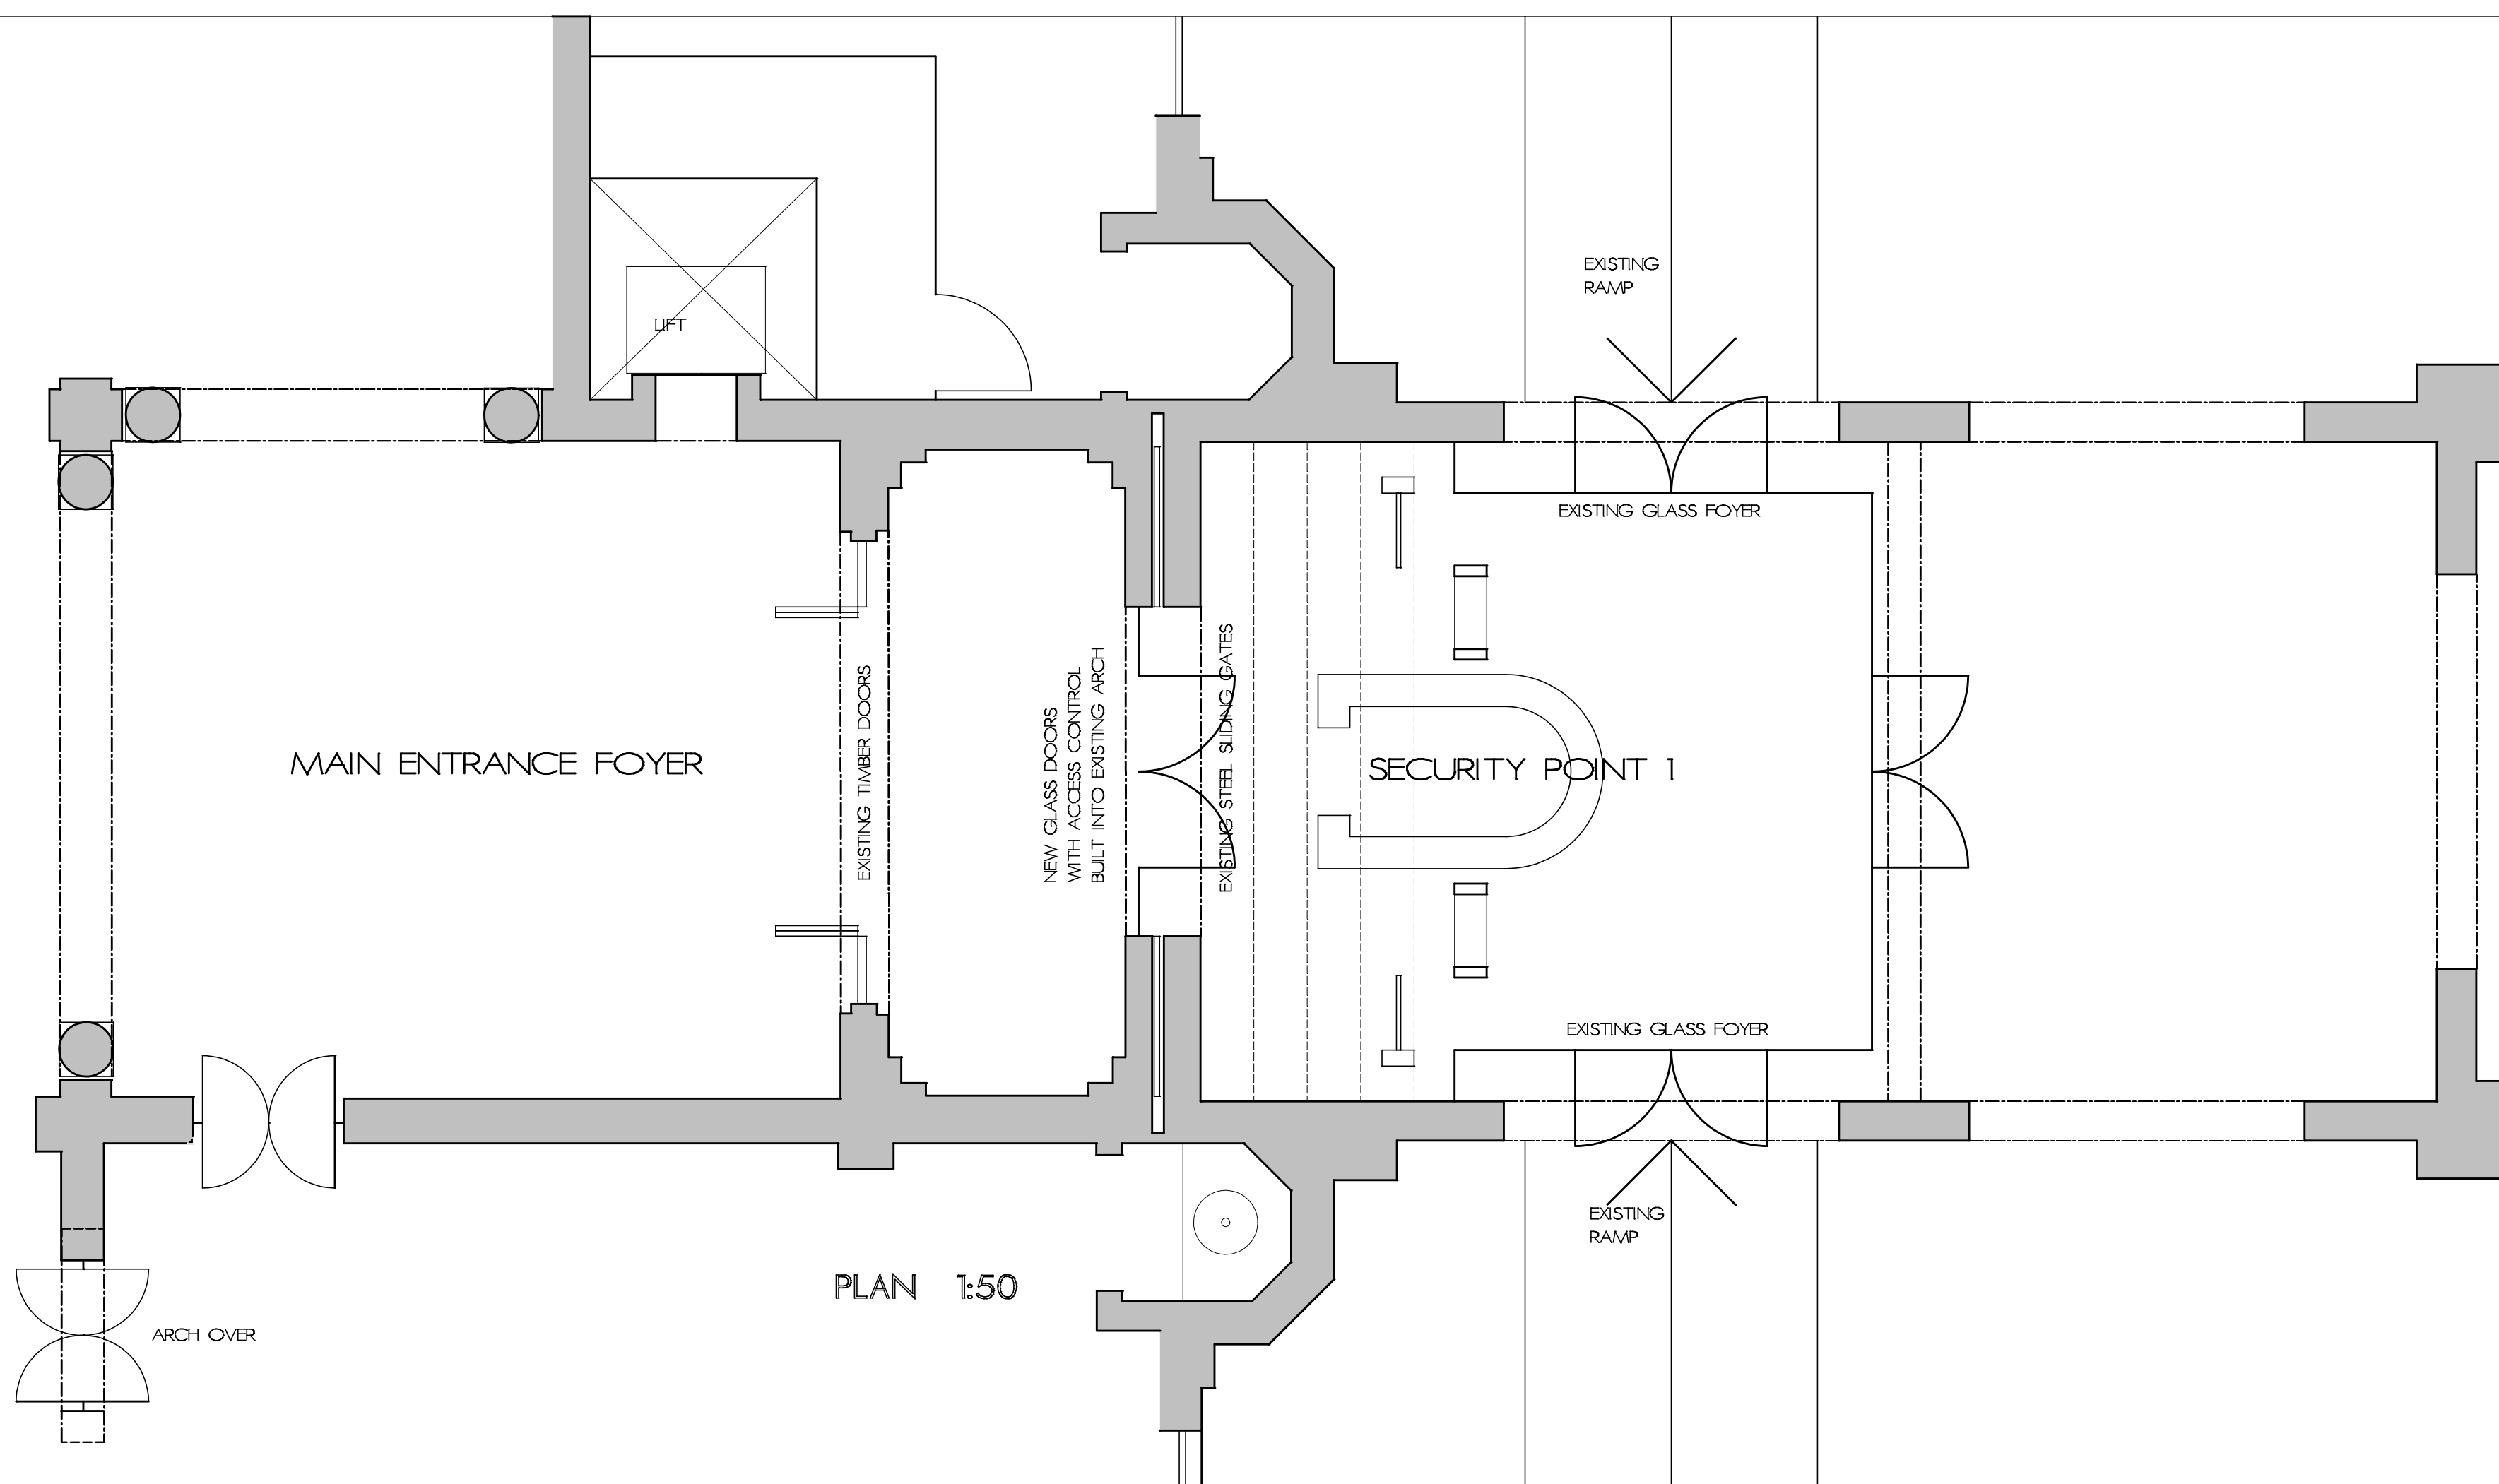 EXISTING
RAMP
LIFT
EXISTING GLASS FOYER
MAIN ENTRANCE FOYER
EXISTING TIMBER DOORS
NEW GLASS DOORS
WITH ACCESS CONTROL
BUILT INTO EXISTING ARCH
EXISTING STEEL SLIDING GATES
SECURITY POINT 1
EXISTING GLASS FOYER
EXISTING
RAMP
PLAN 1:50
ARCH OVER